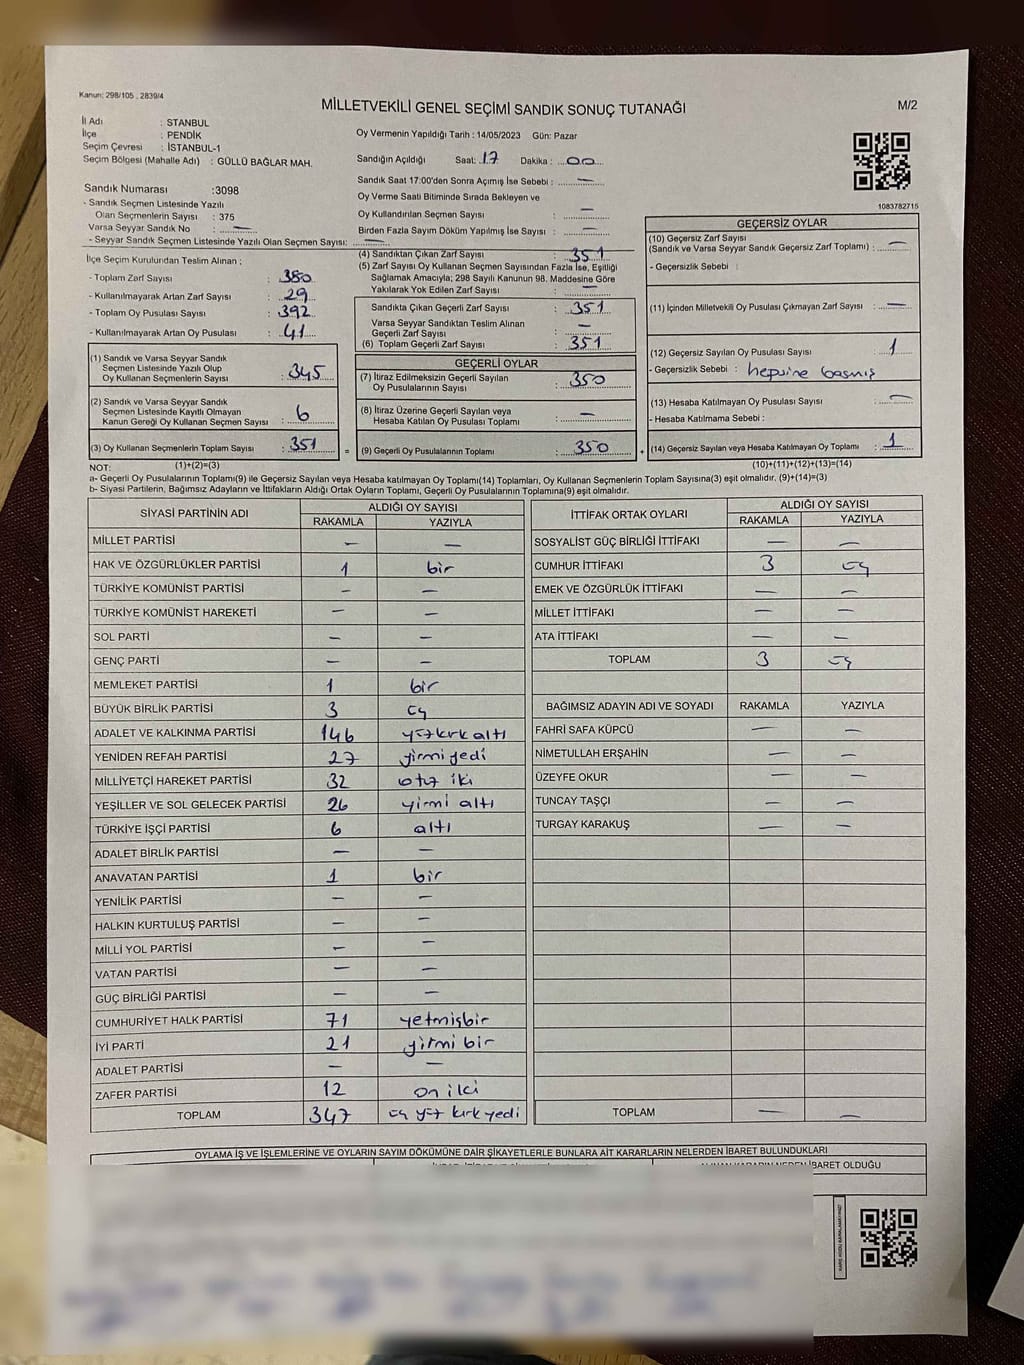 Kanun: 298/105 , 2839/4
MİLLETVEKİLİ GENEL SEÇİMİ SANDIK SONUÇ TUTANAĞI
M/2
İl Adı : STANBUL
İlçe : PENDİK
Seçim Çevresi : İSTANBUL-1
Seçim Bölgesi (Mahalle Adı) : GÜLLÜ BAĞLAR MAH.
Oy Vermenin Yapıldığı Tarih : 14/05/2023 Gün: Pazar
Sandığın Açıldığı Saat: 17 Dakika : 00
Sandık Saat 17:00'den Sonra Açımış İse Sebebi : —
Oy Verme Saati Bitiminde Sırada Bekleyen ve
Oy Kullandırılan Seçmen Sayısı : —
Birden Fazla Sayım Döküm Yapılmış İse Sayısı : —
1083782715
Sandık Numarası :3098
- Sandık Seçmen Listesinde Yazılı
Olan Seçmenlerin Sayısı : 375
Varsa Seyyar Sandık No : —
- Seyyar Sandık Seçmen Listesinde Yazılı Olan Seçmen Sayısı: —
İlçe Seçim Kurulundan Teslim Alınan ;
- Toplam Zarf Sayısı : 380
- Kullanılmayarak Artan Zarf Sayısı : 29
- Toplam Oy Pusulası Sayısı : 392
- Kullanılmayarak Artan Oy Pusulası : 41
(1) Sandık ve Varsa Seyyar Sandık
Seçmen Listesinde Yazılı Olup
Oy Kullanan Seçmenlerin Sayısı : 345
(2) Sandık ve Varsa Seyyar Sandık
Seçmen Listesinde Kayıtlı Olmayan
Kanun Gereği Oy Kullanan Seçmen Sayısı : 6
(3) Oy Kullanan Seçmenlerin Toplam Sayısı : 351
(1)+(2)=(3)
(4) Sandıktan Çıkan Zarf Sayısı : 351
(5) Zarf Sayısı Oy Kullanan Seçmen Sayısından Fazla İse, Eşitliği
Sağlamak Amacıyla; 298 Sayılı Kanunun 98. Maddesine Göre
Yakılarak Yok Edilen Zarf Sayısı : —
Sandıkta Çıkan Geçerli Zarf Sayısı : 351
Varsa Seyyar Sandıktan Teslim Alınan
Geçerli Zarf Sayısı : —
(6) Toplam Geçerli Zarf Sayısı : 351
GEÇERLİ OYLAR
(7) İtiraz Edilmeksizin Geçerli Sayılan
Oy Pusulalarının Sayısı : 350
(8) İtiraz Üzerine Geçerli Sayılan veya
Hesaba Katılan Oy Pusulası Toplamı : —
= (9) Geçerli Oy Pusulalarının Toplamı : 350 +
GEÇERSİZ OYLAR
(10) Geçersiz Zarf Sayısı
(Sandık ve Varsa Seyyar Sandık Geçersiz Zarf Toplamı) : —
- Geçersizlik Sebebi :
(11) İçinden Milletvekili Oy Pusulası Çıkmayan Zarf Sayısı : —
(12) Geçersiz Sayılan Oy Pusulası Sayısı : 1
- Geçersizlik Sebebi : hepsine basmış
(13) Hesaba Katılmayan Oy Pusulası Sayısı : —
- Hesaba Katılmama Sebebi :
(14) Geçersiz Sayılan veya Hesaba Katılmayan Oy Toplamı : 1
(10)+(11)+(12)+(13)=(14)
NOT:
a- Geçerli Oy Pusulalarının Toplamı(9) ile Geçersiz Sayılan veya Hesaba katılmayan Oy Toplamı(14) Toplamları, Oy Kullanan Seçmenlerin Toplam Sayısına(3) eşit olmalıdır. (9)+(14)=(3)
b- Siyasi Partilerin, Bağımsız Adayların ve İttifakların Aldığı Ortak Oyların Toplamı, Geçerli Oy Pusulalarının Toplamına(9) eşit olmalıdır.
SİYASİ PARTİNİN ADI ALDIĞI OY SAYISI
RAKAMLA YAZIYLA
MİLLET PARTİSİ — —
HAK VE ÖZGÜRLÜKLER PARTİSİ 1 bir
TÜRKİYE KOMÜNİST PARTİSİ — —
TÜRKİYE KOMÜNİST HAREKETİ — —
SOL PARTİ — —
GENÇ PARTİ — —
MEMLEKET PARTİSİ 1 bir
BÜYÜK BİRLİK PARTİSİ 3 üç
ADALET VE KALKINMA PARTİSİ 146 yüzkırkaltı
YENİDEN REFAH PARTİSİ 27 yirmiyedi
MİLLİYETÇİ HAREKET PARTİSİ 32 otuz iki
YEŞİLLER VE SOL GELECEK PARTİSİ 26 yirmi altı
TÜRKİYE İŞÇİ PARTİSİ 6 altı
ADALET BİRLİK PARTİSİ — —
ANAVATAN PARTİSİ 1 bir
YENİLİK PARTİSİ — —
HALKIN KURTULUŞ PARTİSİ — —
MİLLİ YOL PARTİSİ — —
VATAN PARTİSİ — —
GÜÇ BİRLİĞİ PARTİSİ — —
CUMHURİYET HALK PARTİSİ 71 yetmişbir
İYİ PARTİ 21 yirmi bir
ADALET PARTİSİ — —
ZAFER PARTİSİ 12 on iki
TOPLAM 347 üç yüz kırk yedi
İTTİFAK ORTAK OYLARI ALDIĞI OY SAYISI
RAKAMLA YAZIYLA
SOSYALİST GÜÇ BİRLİĞİ İTTİFAKI — —
CUMHUR İTTİFAKI 3 üç
EMEK VE ÖZGÜRLÜK İTTİFAKI — —
MİLLET İTTİFAKI — —
ATA İTTİFAKI — —
TOPLAM 3 üç
BAĞIMSIZ ADAYIN ADI VE SOYADI RAKAMLA YAZIYLA
FAHRİ SAFA KÜPCÜ — —
NİMETULLAH ERŞAHİN — —
ÜZEYFE OKUR — —
TUNCAY TAŞÇI — —
TURGAY KARAKUŞ — —
TOPLAM — —
OYLAMA İŞ VE İŞLEMLERİNE VE OYLARIN SAYIM DÖKÜMÜNE DAİR ŞİKAYETLERLE BUNLARA AİT KARARLARIN NELERDEN İBARET BULUNDUKLARI
İBARET OLDUĞU